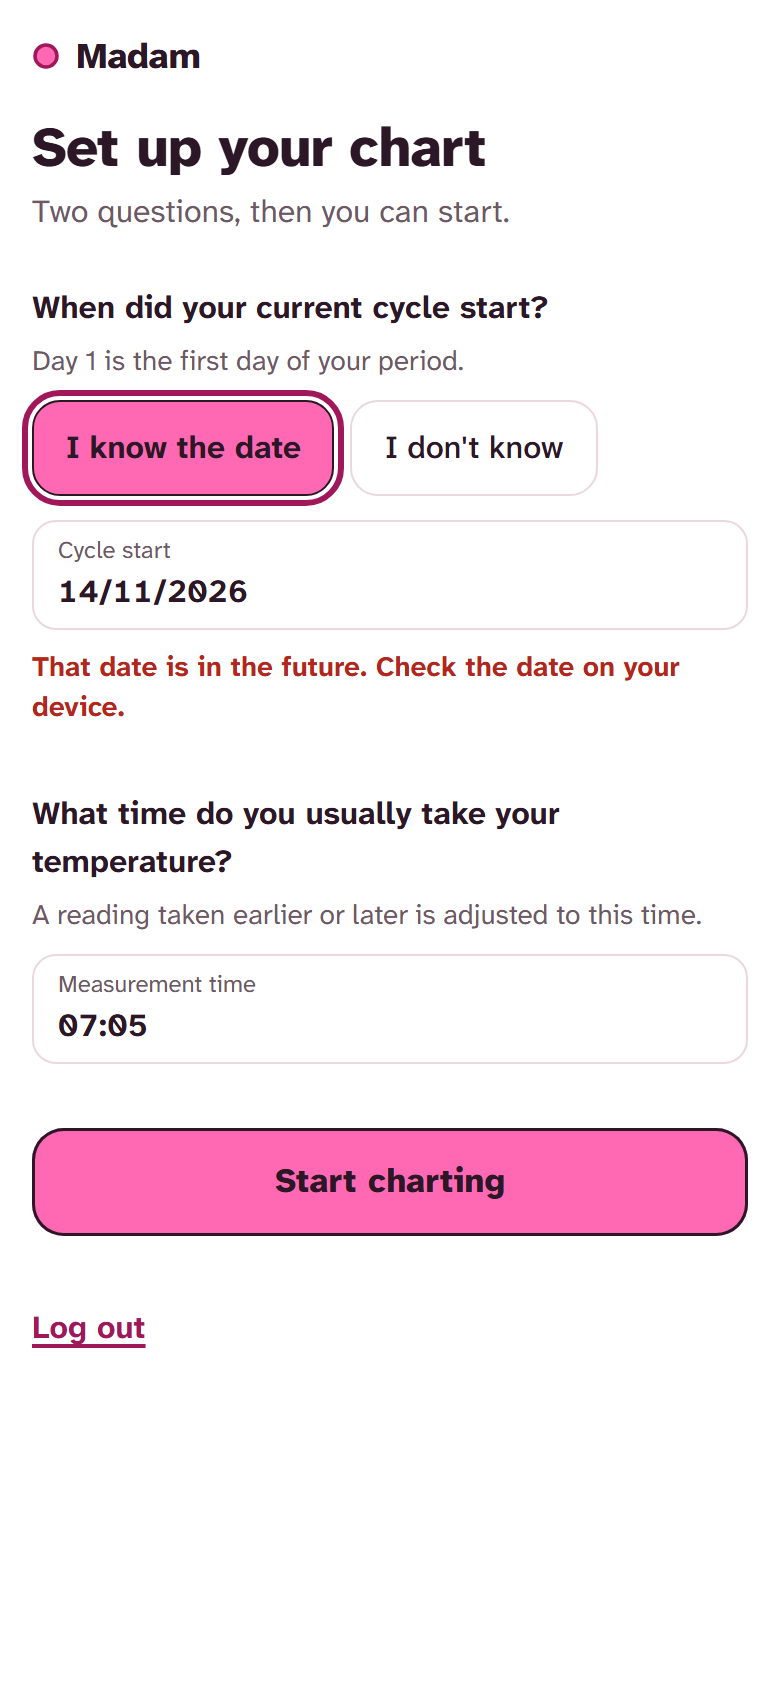 Madam
Set up your chart
Two questions, then you can start.
When did your current cycle start?
Day 1 is the first day of your period.
I know the date
I don't know
Cycle start
14/11/2026
That date is in the future. Check the date on your
device.
What time do you usually take your
temperature?
A reading taken earlier or later is adjusted to this time.
Measurement time
07:05
Start charting
Log out